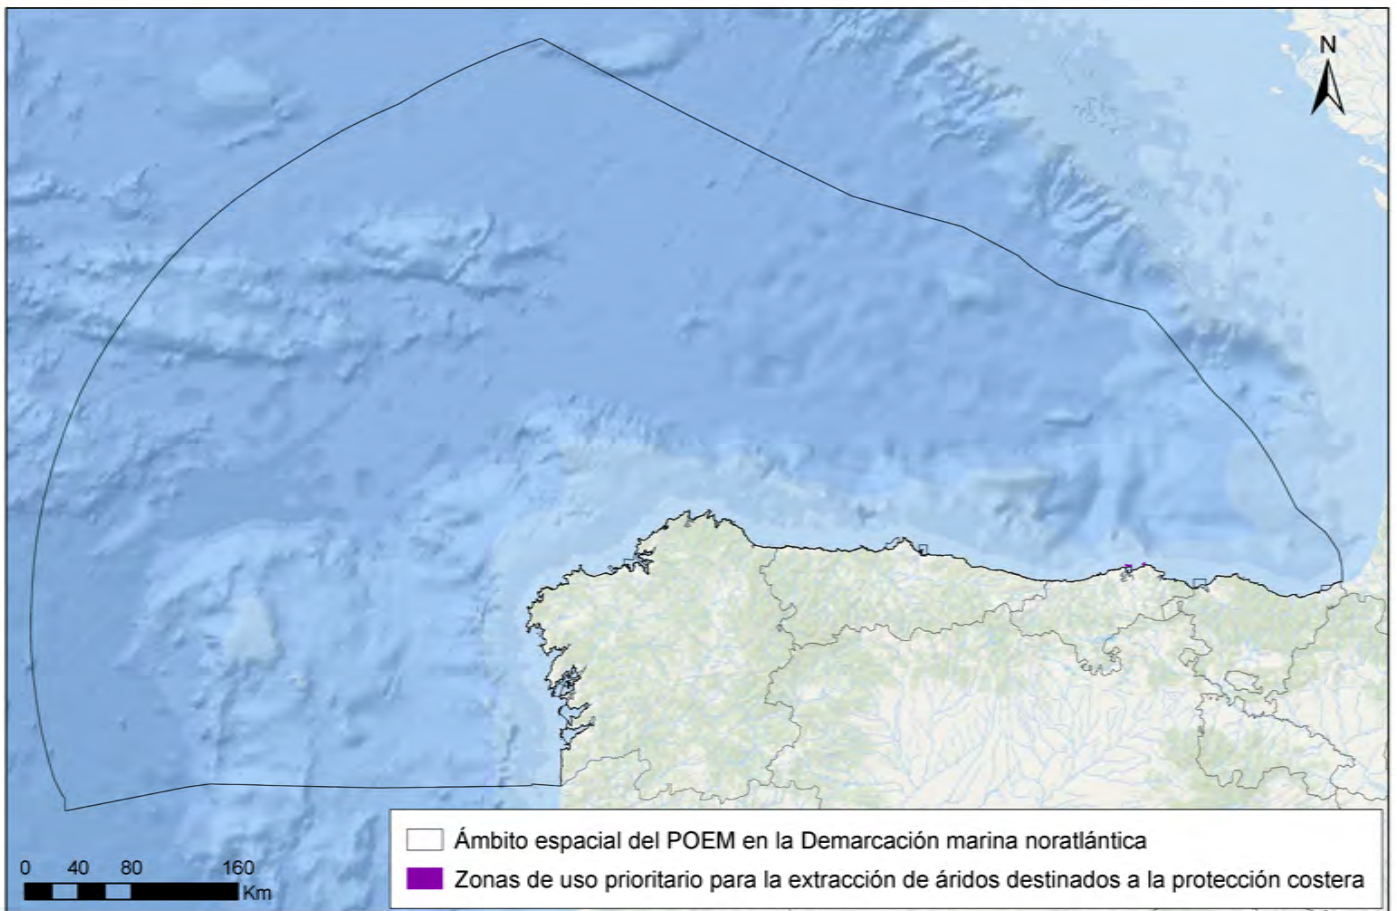 N
Ámbito espacial del POEM en la Demarcación marina noratlántica
Zonas de uso prioritario para la extracción de áridos destinados a la protección costera
0 40 80 160
Km